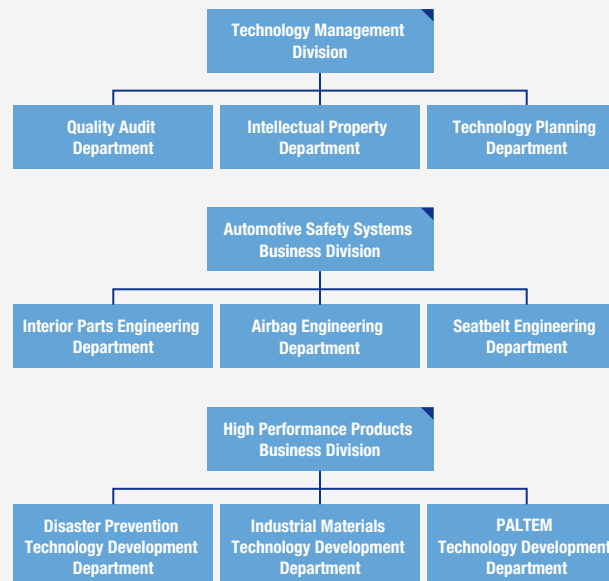 Technology Management
Division
Quality Audit
Department
Intellectual Property
Department
Technology Planning
Department
Automotive Safety Systems
Business Division
Interior Parts Engineering
Department
Airbag Engineering
Department
Seatbelt Engineering
Department
High Performance Products
Business Division
Disaster Prevention
Technology Development
Department
Industrial Materials
Technology Development
Department
PALTEM
Technology Development
Department